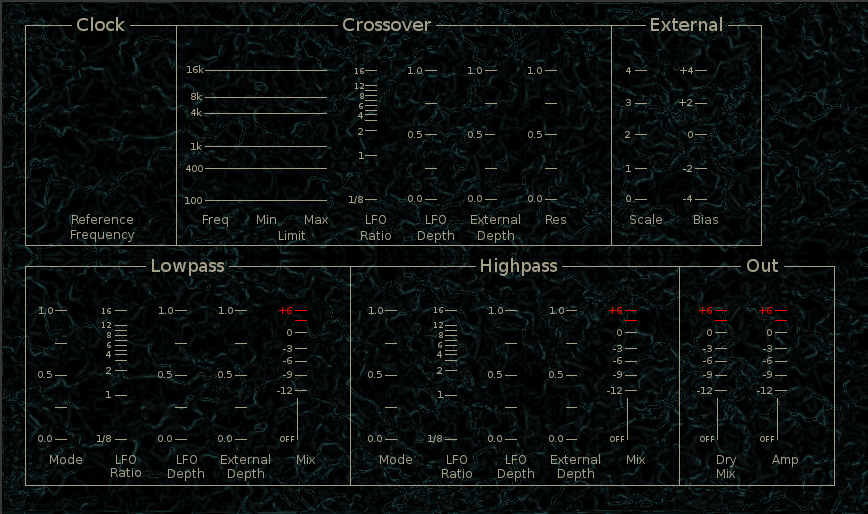 Clock Crossover External
16k 16 1.0 1.0 1.0 4 +4
12
8k 8
6 3 +2
4k 4
2 0.5 0.5 0.5 2 0
1k
1
400 1 -2
100 1/8 0.0 0.0 0.0 0 -4
Reference Freq Min Max LFO LFO External Res Scale Bias
Frequency Limit Ratio Depth Depth
Lowpass Highpass Out
1.0 16 1.0 1.0 +6 1.0 16 1.0 1.0 +6 +6 +6
12 12
8 0 8 0 0 0
6 -3 6 -3 -3 -3
4 -6 4 -6 -6 -6
0.5 2 0.5 0.5 -9 0.5 2 0.5 0.5 -9 -9 -9
1 -12 1 -12 -12 -12
0.0 1/8 0.0 0.0 OFF 0.0 1/8 0.0 0.0 OFF OFF OFF
Mode LFO LFO External Mix Mode LFO LFO External Mix Dry Amp
Ratio Depth Depth Ratio Depth Depth Mix